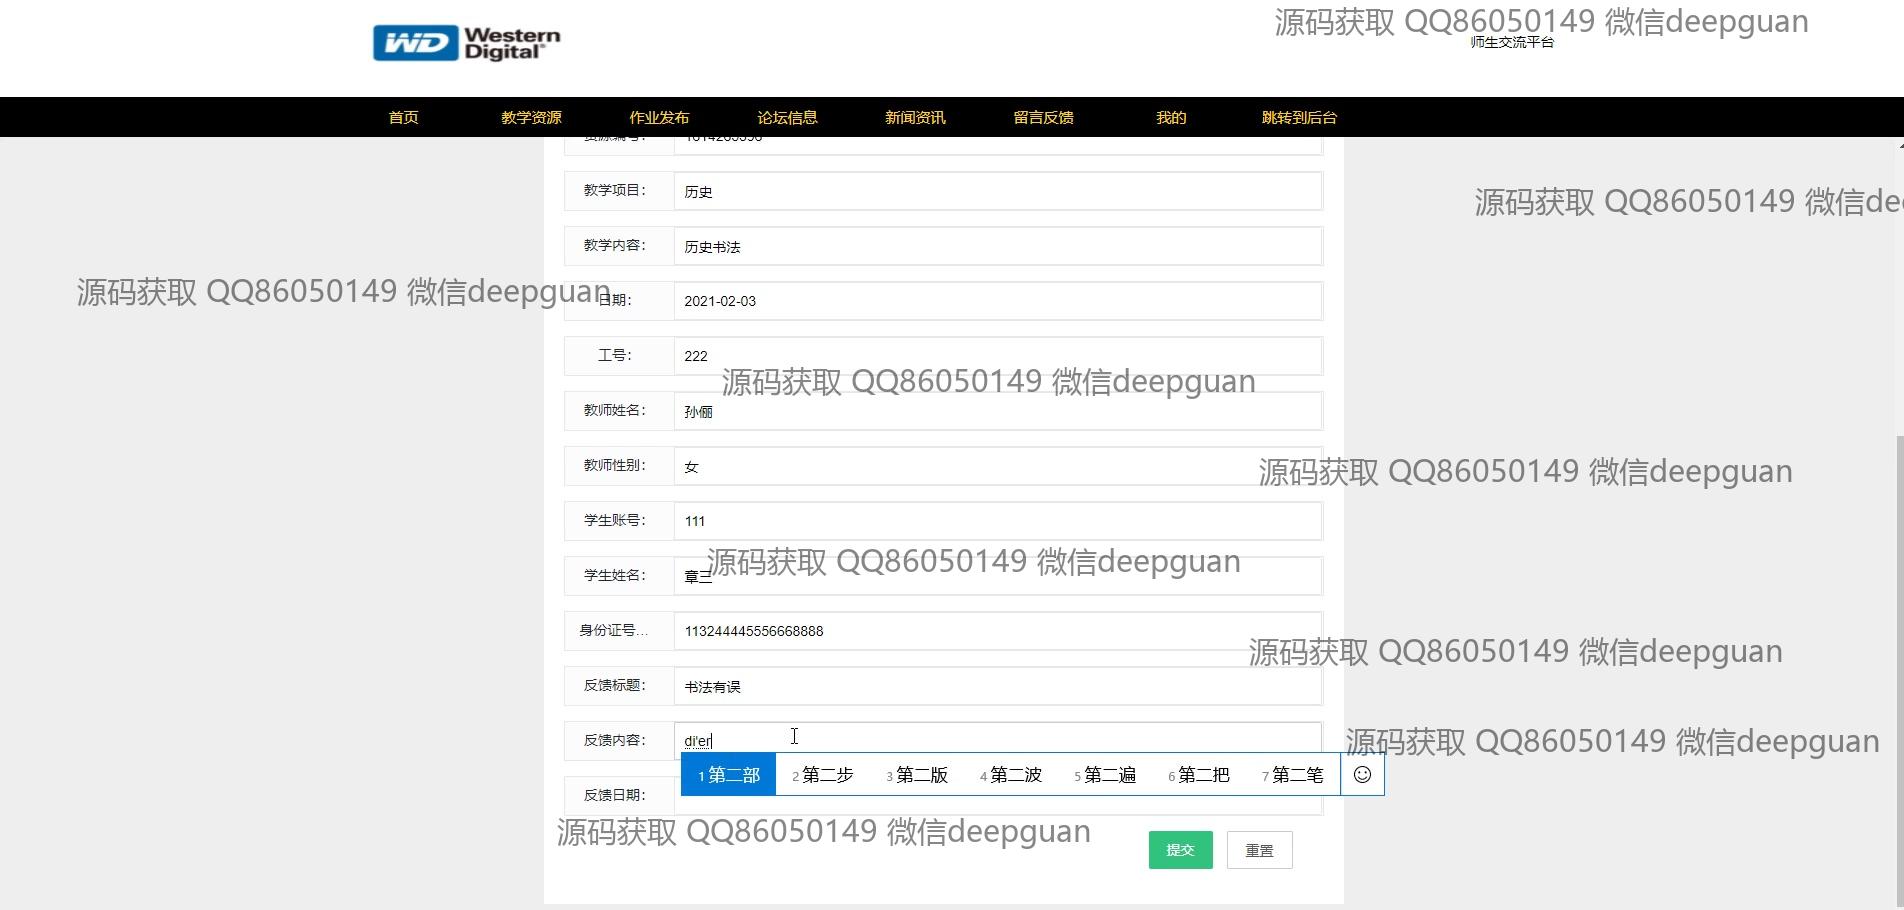 源码获取 QQ86050149 微信deepguan
WD Western Digital
师生交流平台
首页 教学资源 作业发布 论坛信息 新闻资讯 留言反馈 我的 跳转到后台
教学项目： 历史
源码获取 QQ86050149 微信de
教学内容： 历史书法
源码获取 QQ86050149 微信deepguan
日期： 2021-02-03
工号： 222
源码获取 QQ86050149 微信deepguan
教师姓名： 孙俪
教师性别： 女
源码获取 QQ86050149 微信deepguan
学生账号： 111
源码获取 QQ86050149 微信deepguan
学生姓名： 章三
身份证号... 113244445556668888
源码获取 QQ86050149 微信deepguan
反馈标题： 书法有误
反馈内容： di'er
源码获取 QQ86050149 微信deepguan
1 第二部 2 第二步 3 第二版 4 第二波 5 第二遍 6 第二把 7 第二笔
反馈日期：
源码获取 QQ86050149 微信deepguan
提交 重置